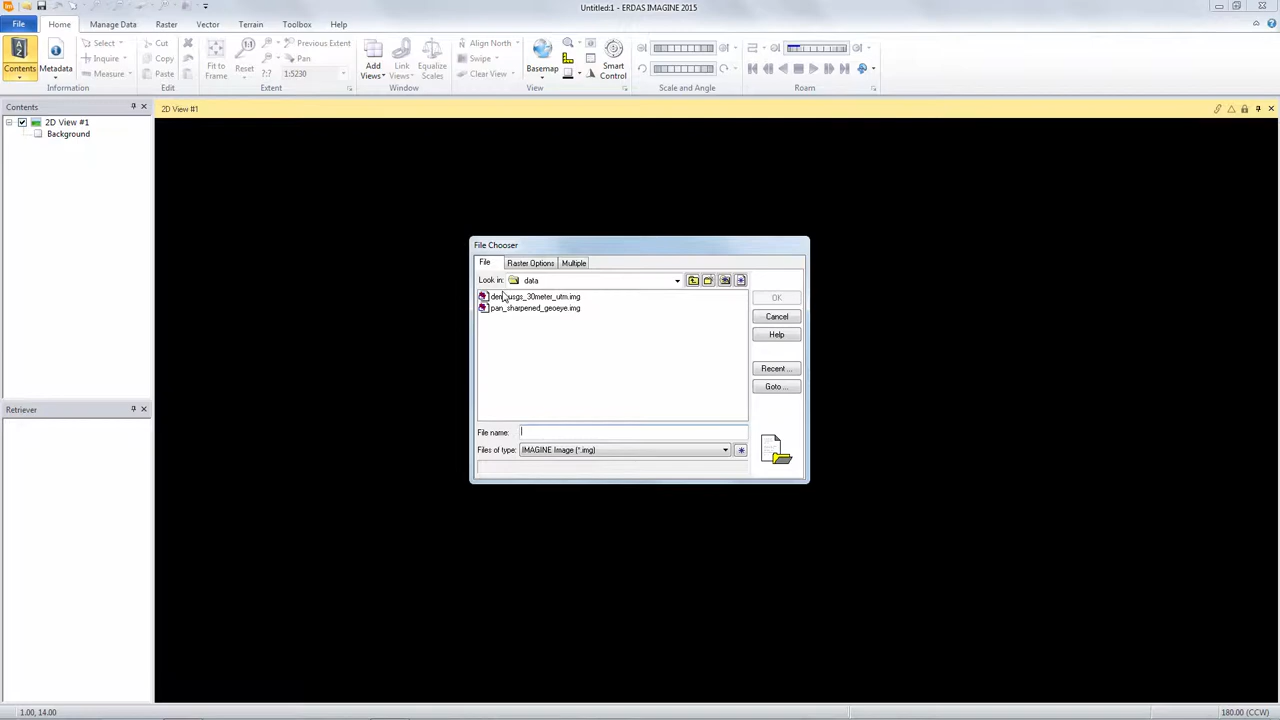 Untitled:1 - ERDAS IMAGINE 2015
File Home Manage Data Raster Vector Terrain Toolbox Help
Contents
Metadata
Select
Inquire
Measure
Information
Cut
Copy
Paste
Edit
Fit to Frame
Reset
Previous Extent
Pan
?:? 1:5230
Extent
Add Views
Link Views
Equalize Scales
Align North
Swipe
Clear View
Window
Basemap
Smart Control
View
Scale and Angle
Roam
Contents
2D View #1
Background
Retriever
2D View #1
File Chooser
File Raster Options Multiple
Look in: data
usgs_30meter_utm.img
pan_sharpened_geoeye.img
OK
Cancel
Help
Recent ...
Goto ...
File name:
Files of type: IMAGINE Image (*.img)
1.00, 14.00
180.00 (CCW)